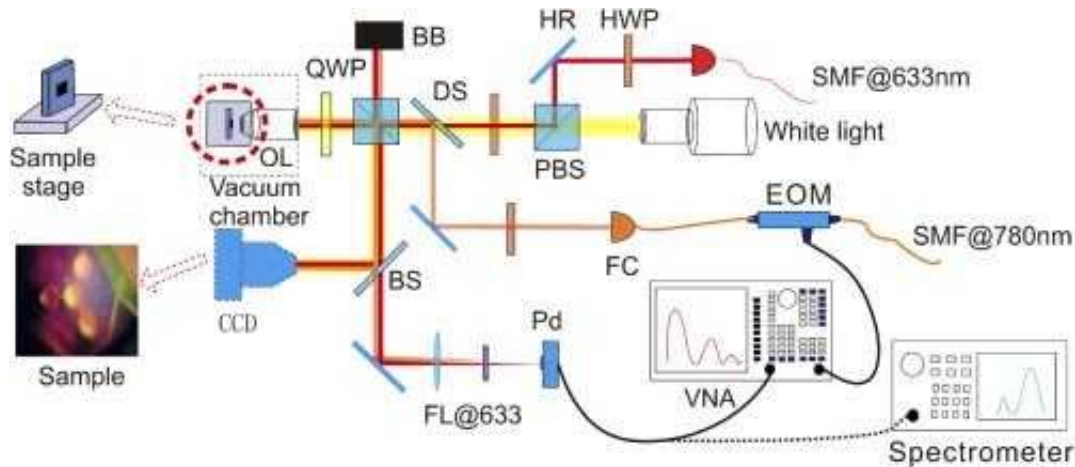 HR
HWP
BB
QWP
DS
SMF@633nm
White light
OL
PBS
Sample
stage
Vacuum
chamber
EOM
SMF@780nm
FC
BS
CCD
Pd
Sample
FL@633
VNA
Spectrometer